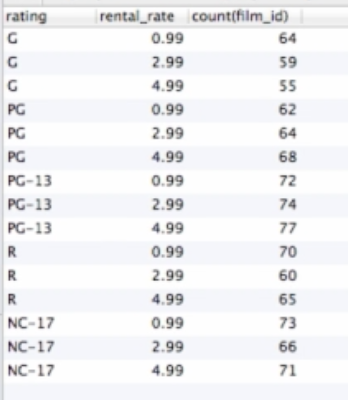 rating rental_rate count(film_id)
G 0.99 64
G 2.99 59
G 4.99 55
PG 0.99 62
PG 2.99 64
PG 4.99 68
PG-13 0.99 72
PG-13 2.99 74
PG-13 4.99 77
R 0.99 70
R 2.99 60
R 4.99 65
NC-17 0.99 73
NC-17 2.99 66
NC-17 4.99 71